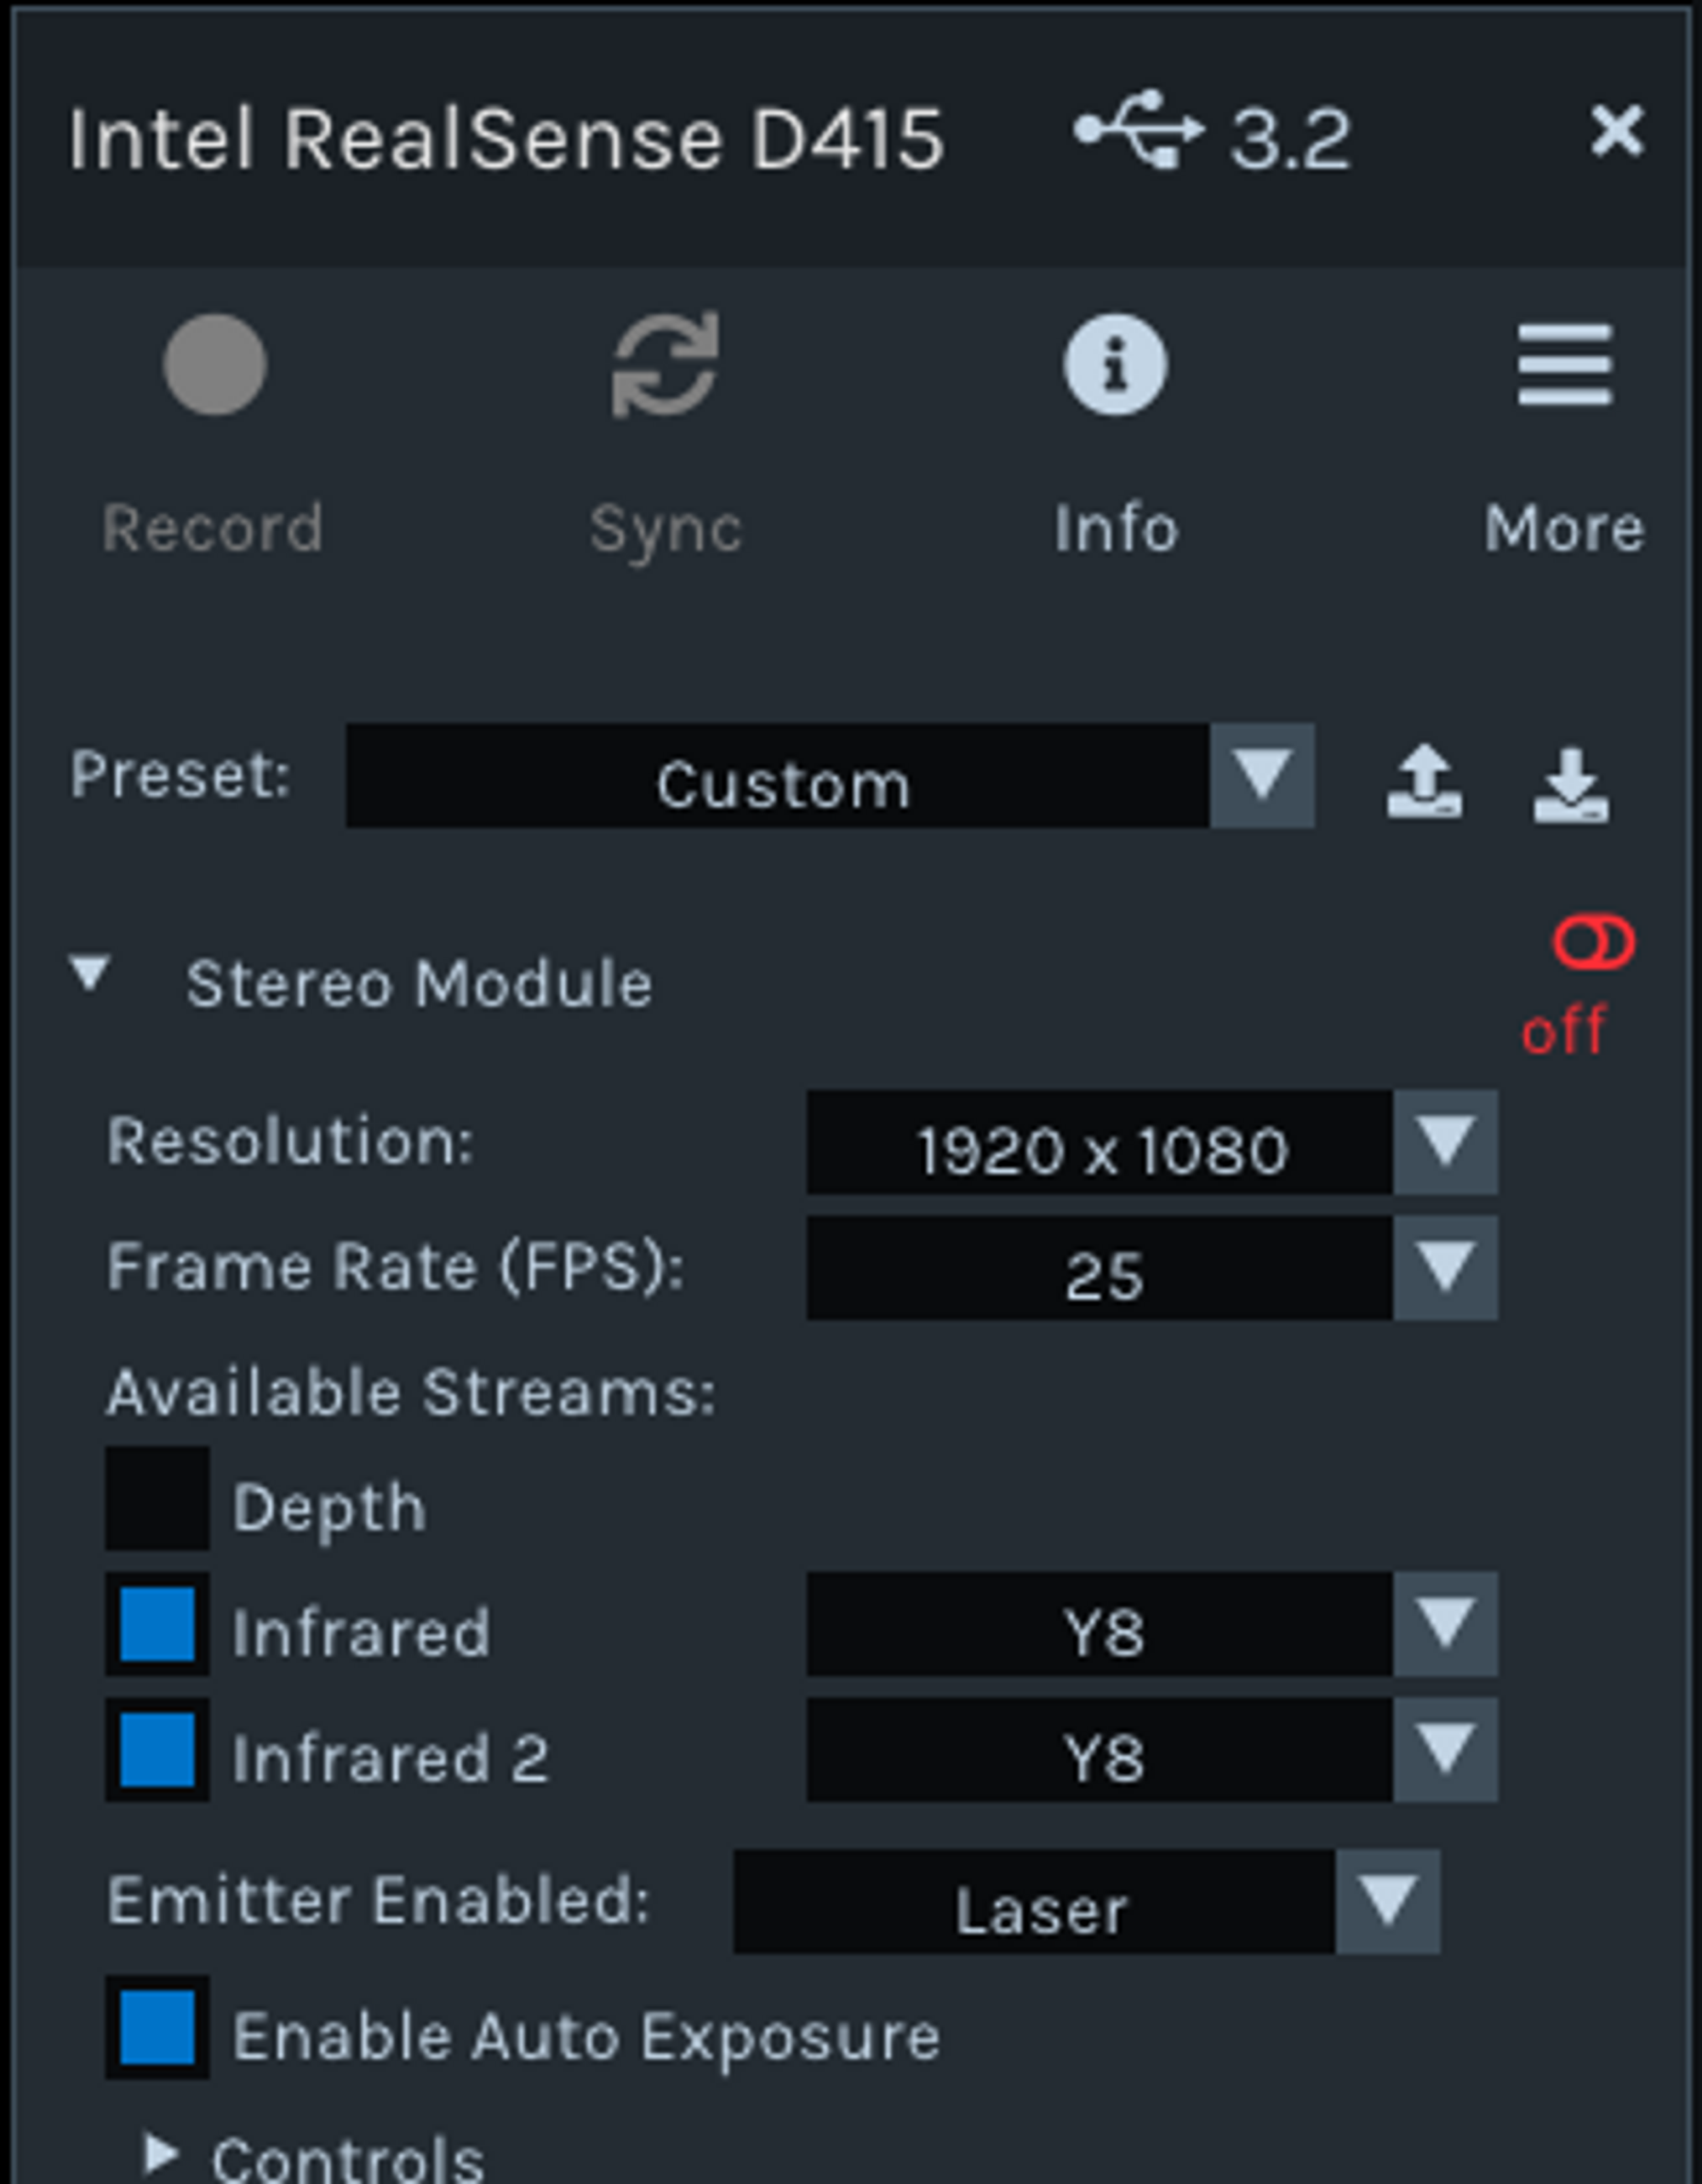 Intel RealSense D415 3.2
Record Sync Info More
Preset: Custom
Stereo Module off
Resolution: 1920 x 1080
Frame Rate (FPS): 25
Available Streams:
Depth
Infrared Y8
Infrared 2 Y8
Emitter Enabled: Laser
Enable Auto Exposure
Controls